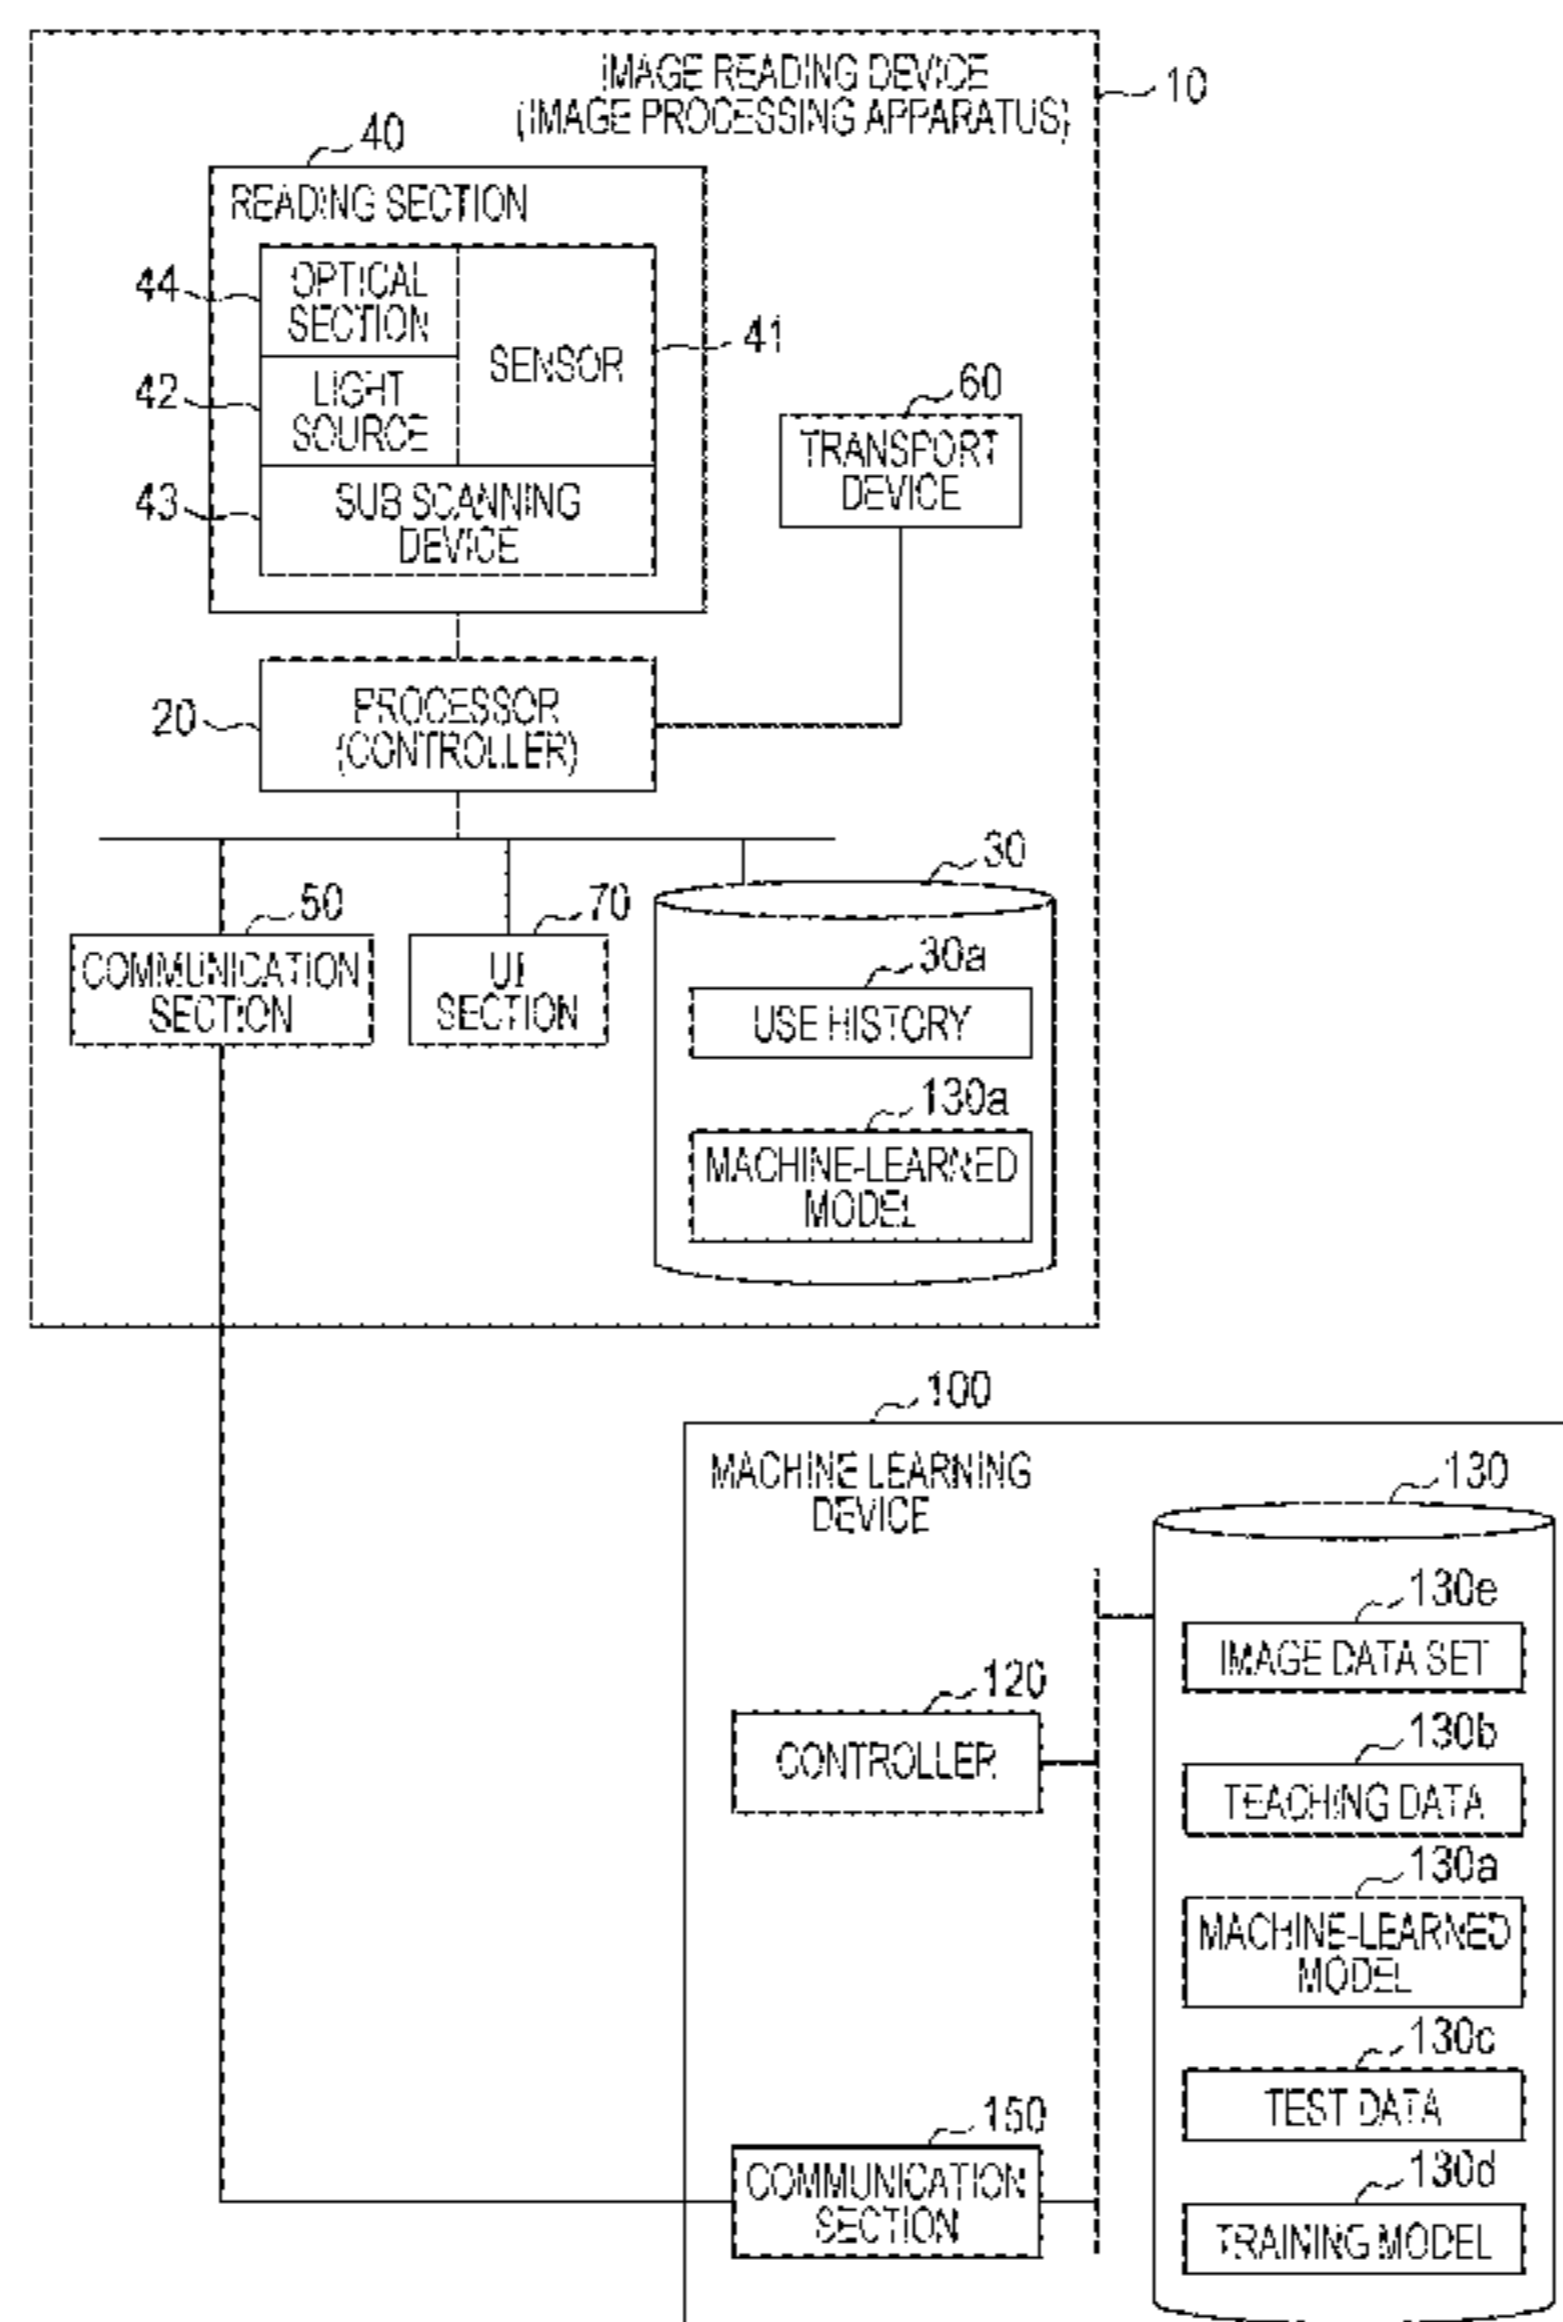 IMAGE READING DEVICE
(IMAGE PROCESSING APPARATUS)
10
40
READING SECTION
44
OPTICAL
SECTION
SENSOR
41
42
LIGHT
SOURCE
43
SUB SCANNING
DEVICE
60
TRANSPORT
DEVICE
20
PROCESSOR
(CONTROLLER)
50
COMMUNICATION
SECTION
70
UI
SECTION
30
30a
USE HISTORY
130a
MACHINE-LEARNED
MODEL
100
MACHINE LEARNING
DEVICE
130
130e
IMAGE DATA SET
120
CONTROLLER
130b
TEACHING DATA
130a
MACHINE-LEARNED
MODEL
130c
TEST DATA
150
COMMUNICATION
SECTION
130d
TRAINING MODEL